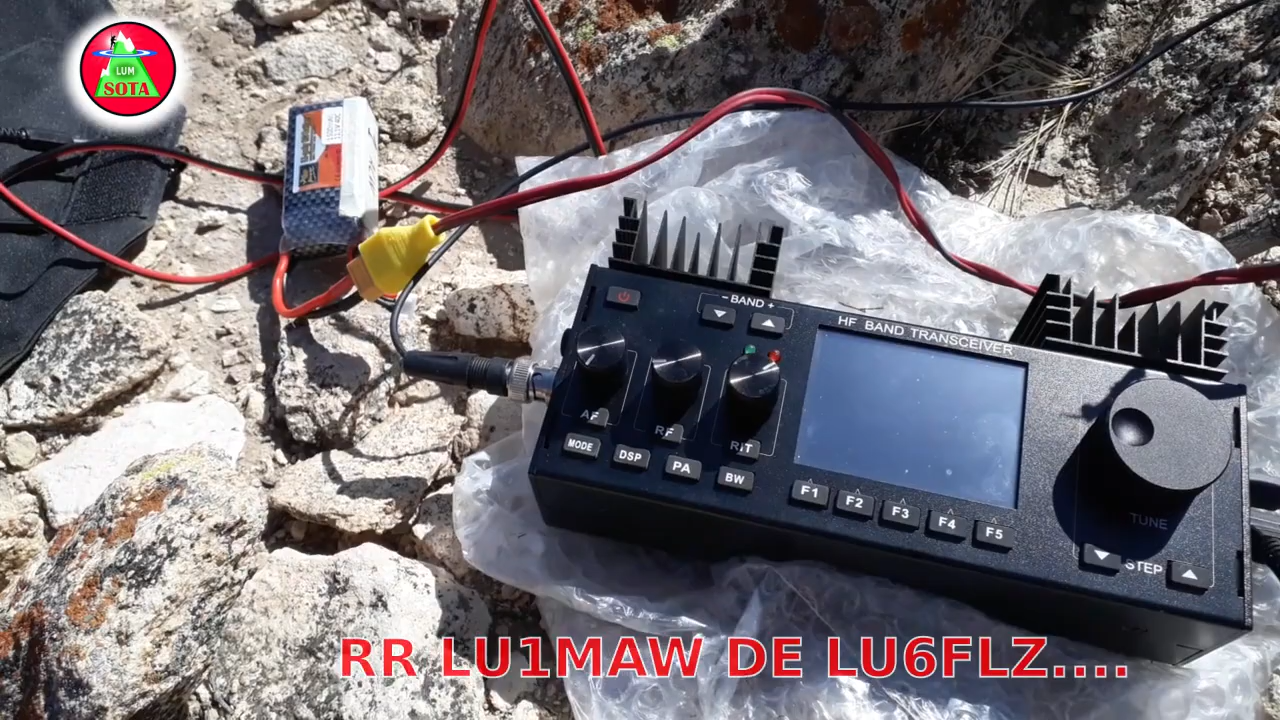 LUM
SOTA
- BAND +
HF BAND TRANSCEIVER
AF
RF
RIT
MODE
DSP
PA
BW
F1
F2
F3
F4
F5
TUNE
STEP
RR LU1MAW DE LU6FLZ....